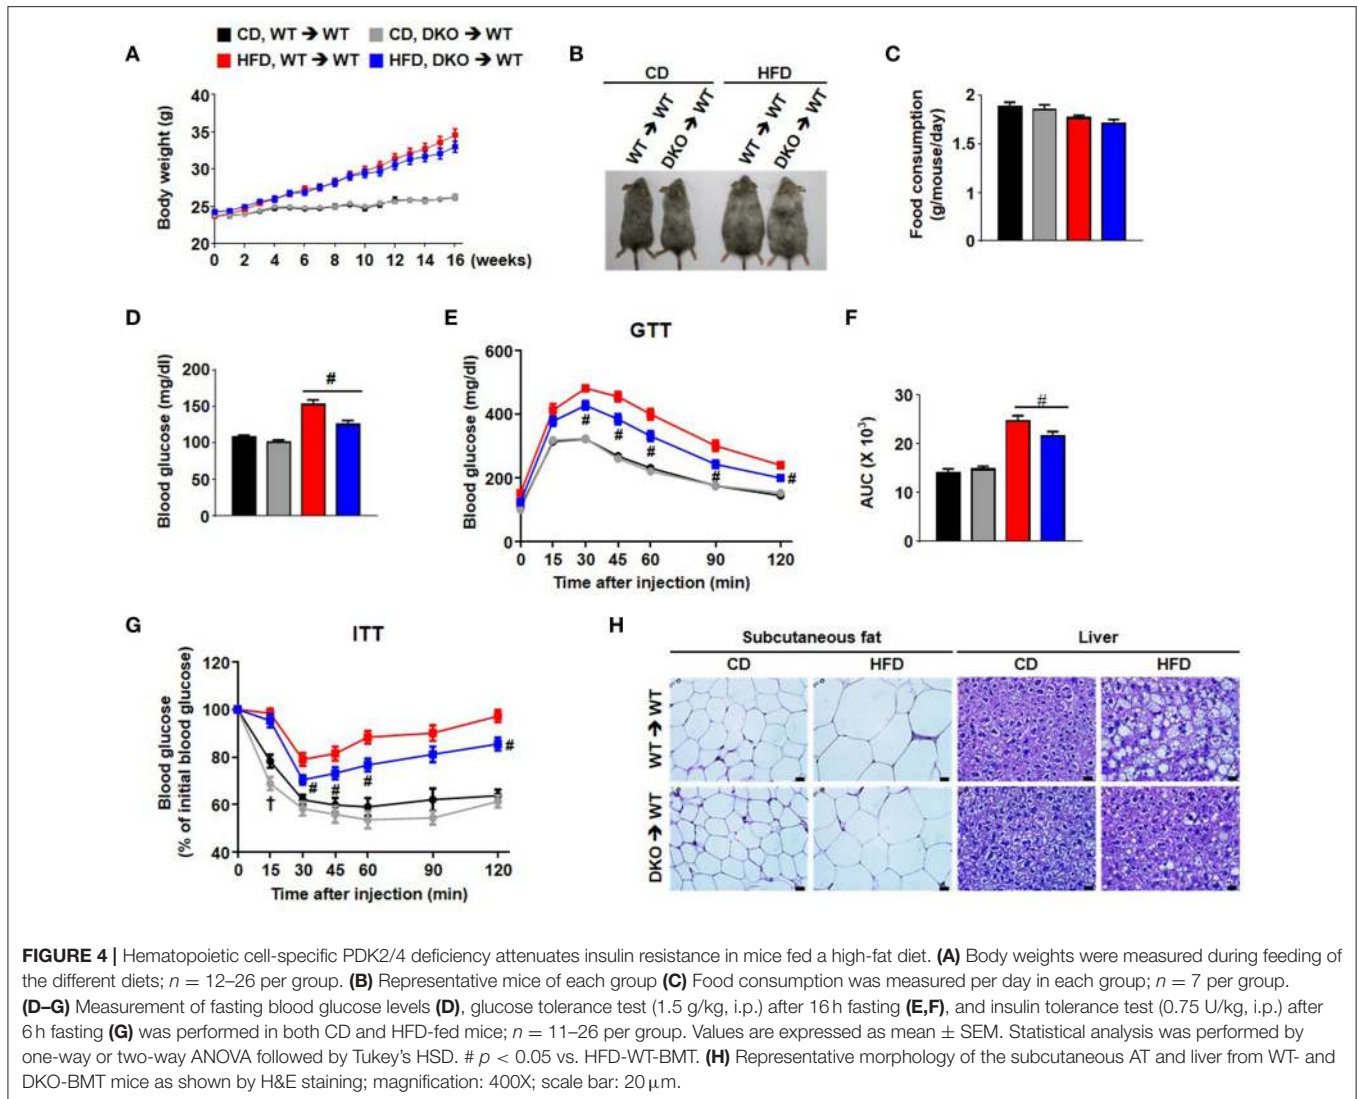 CD, WT ➔ WT
CD, DKO ➔ WT
HFD, WT ➔ WT
HFD, DKO ➔ WT
A
Body weight (g)
40
35
30
25
20
0 2 4 6 8 10 12 14 16 (weeks)
B
CD HFD
WT ➔ WT
DKO ➔ WT
WT ➔ WT
DKO ➔ WT
C
Food consumption
(g/mouse/day)
2
1.5
1
0
D
Blood glucose (mg/dl)
200
150
100
50
0
#
E
GTT
Blood glucose (mg/dl)
600
400
200
0
# # # # #
0 15 30 45 60 90 120
Time after injection (min)
F
AUC (X 10³)
30
20
10
0
#
G
ITT
Blood glucose
(% of initial blood glucose)
120
100
80
60
40
† # # # #
0 15 30 45 60 90 120
Time after injection (min)
H
Subcutaneous fat Liver
CD HFD CD HFD
WT ➔ WT
DKO ➔ WT
FIGURE 4 | Hematopoietic cell-specific PDK2/4 deficiency attenuates insulin resistance in mice fed a high-fat diet. (A) Body weights were measured during feeding of
the different diets; n = 12–26 per group. (B) Representative mice of each group (C) Food consumption was measured per day in each group; n = 7 per group.
(D–G) Measurement of fasting blood glucose levels (D), glucose tolerance test (1.5 g/kg, i.p.) after 16 h fasting (E,F), and insulin tolerance test (0.75 U/kg, i.p.) after
6 h fasting (G) was performed in both CD and HFD-fed mice; n = 11–26 per group. Values are expressed as mean ± SEM. Statistical analysis was performed by
one-way or two-way ANOVA followed by Tukey's HSD. # p < 0.05 vs. HFD-WT-BMT. (H) Representative morphology of the subcutaneous AT and liver from WT- and
DKO-BMT mice as shown by H&E staining; magnification: 400X; scale bar: 20 μm.